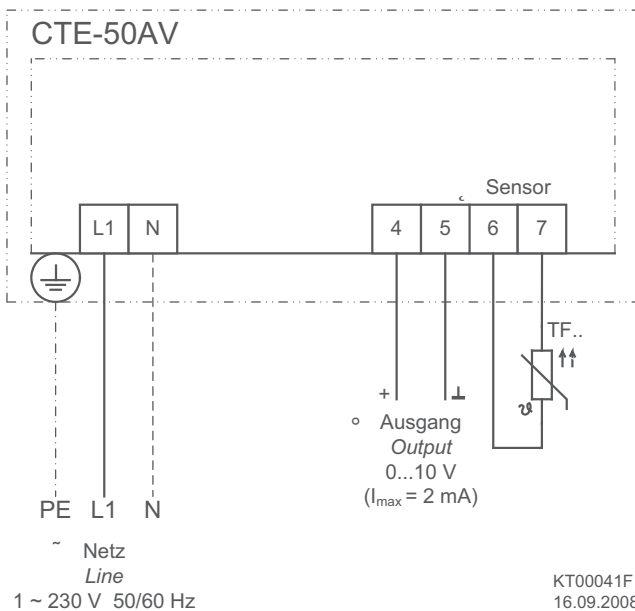 CTE-50AV
Sensor
L1 N 4 5 6 7
TF..
+ ⊥
ϑ
Ausgang
Output
0...10 V
(Imax = 2 mA)
PE L1 N
~
Netz
Line
1 ~ 230 V 50/60 Hz
KT00041F
16.09.2008